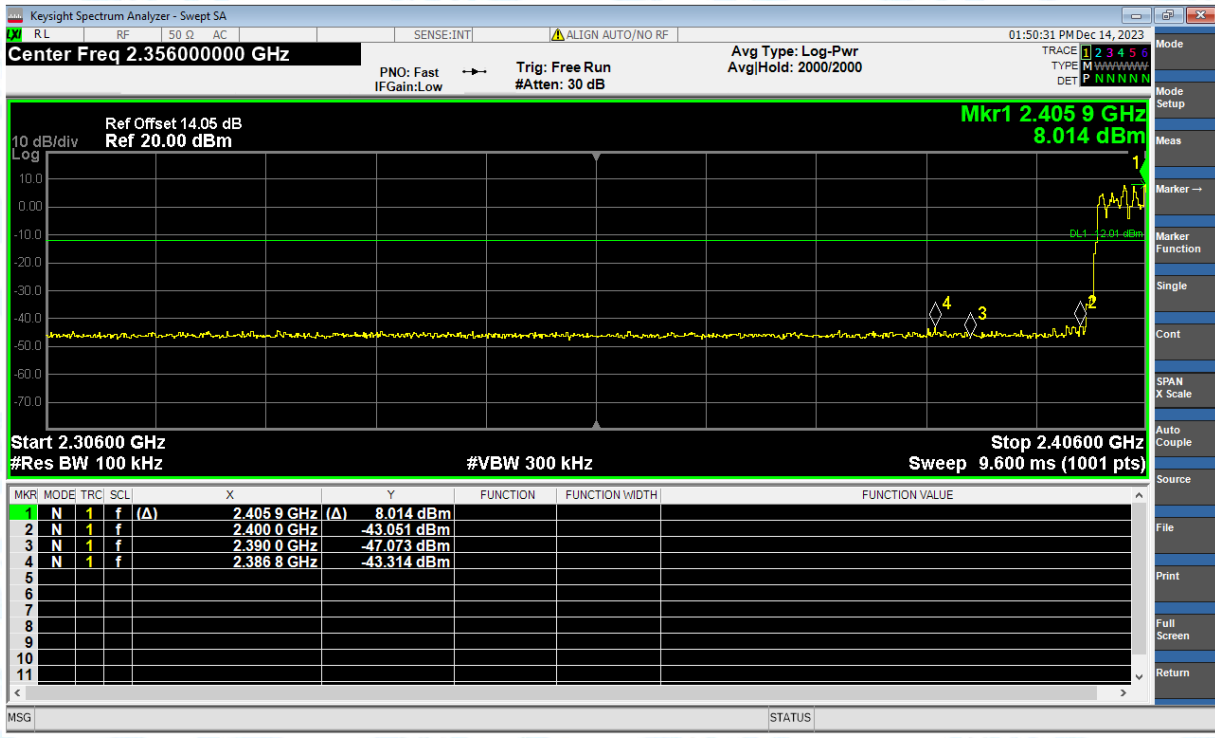 Keysight Spectrum Analyzer - Swept SA
LXI RL RF 50 Ω AC SENSE:INT ALIGN AUTO/NO RF 01:50:31 PM Dec 14, 2023
Center Freq 2.356000000 GHz
PNO: Fast
IFGain:Low
Trig: Free Run
#Atten: 30 dB
Avg Type: Log-Pwr
Avg|Hold: 2000/2000
TRACE 1 2 3 4 5 6
TYPE M W W W W W
DET P N N N N N
Ref Offset 14.05 dB
Ref 20.00 dBm
10 dB/div
Log
Mkr1 2.405 9 GHz
8.014 dBm
10.0
0.00
-10.0
-20.0
-30.0
-40.0
-50.0
-60.0
-70.0
1
DL1 -12.01 dBm
4
3
2
Start 2.30600 GHz
Stop 2.40600 GHz
#Res BW 100 kHz
#VBW 300 kHz
Sweep 9.600 ms (1001 pts)
MKR MODE TRC SCL X Y FUNCTION FUNCTION WIDTH FUNCTION VALUE
1 N 1 f (Δ) 2.405 9 GHz (Δ) 8.014 dBm
2 N 1 f 2.400 0 GHz -43.051 dBm
3 N 1 f 2.390 0 GHz -47.073 dBm
4 N 1 f 2.386 8 GHz -43.314 dBm
5
6
7
8
9
10
11
MSG
STATUS
Mode
Mode
Setup
Meas
Marker →
Marker
Function
Single
Cont
SPAN
X Scale
Auto
Couple
Source
File
Print
Full
Screen
Return